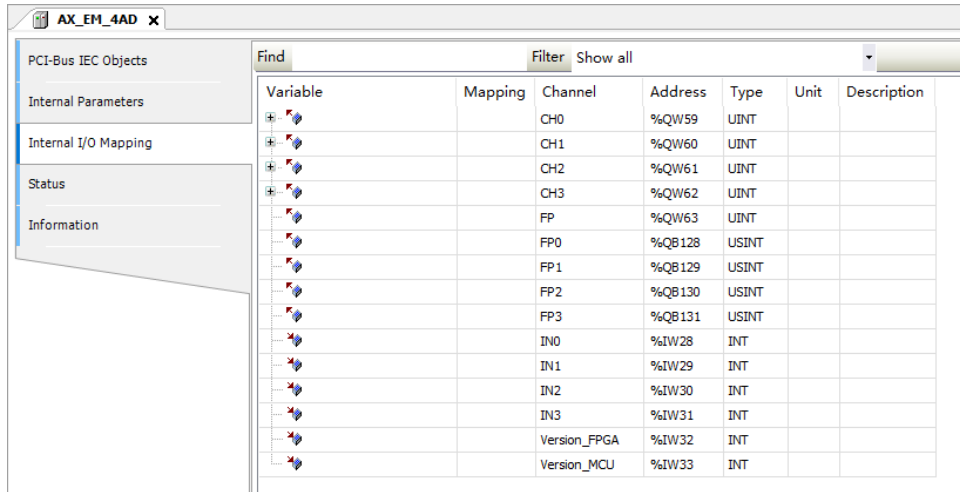 AX_EM_4AD X
PCI-Bus IEC Objects
Internal Parameters
Internal I/O Mapping
Status
Information
Find Filter Show all
Variable Mapping Channel Address Type Unit Description
CH0 %QW59 UINT
CH1 %QW60 UINT
CH2 %QW61 UINT
CH3 %QW62 UINT
FP %QW63 UINT
FP0 %QB128 USINT
FP1 %QB129 USINT
FP2 %QB130 USINT
FP3 %QB131 USINT
IN0 %IW28 INT
IN1 %IW29 INT
IN2 %IW30 INT
IN3 %IW31 INT
Version_FPGA %IW32 INT
Version_MCU %IW33 INT